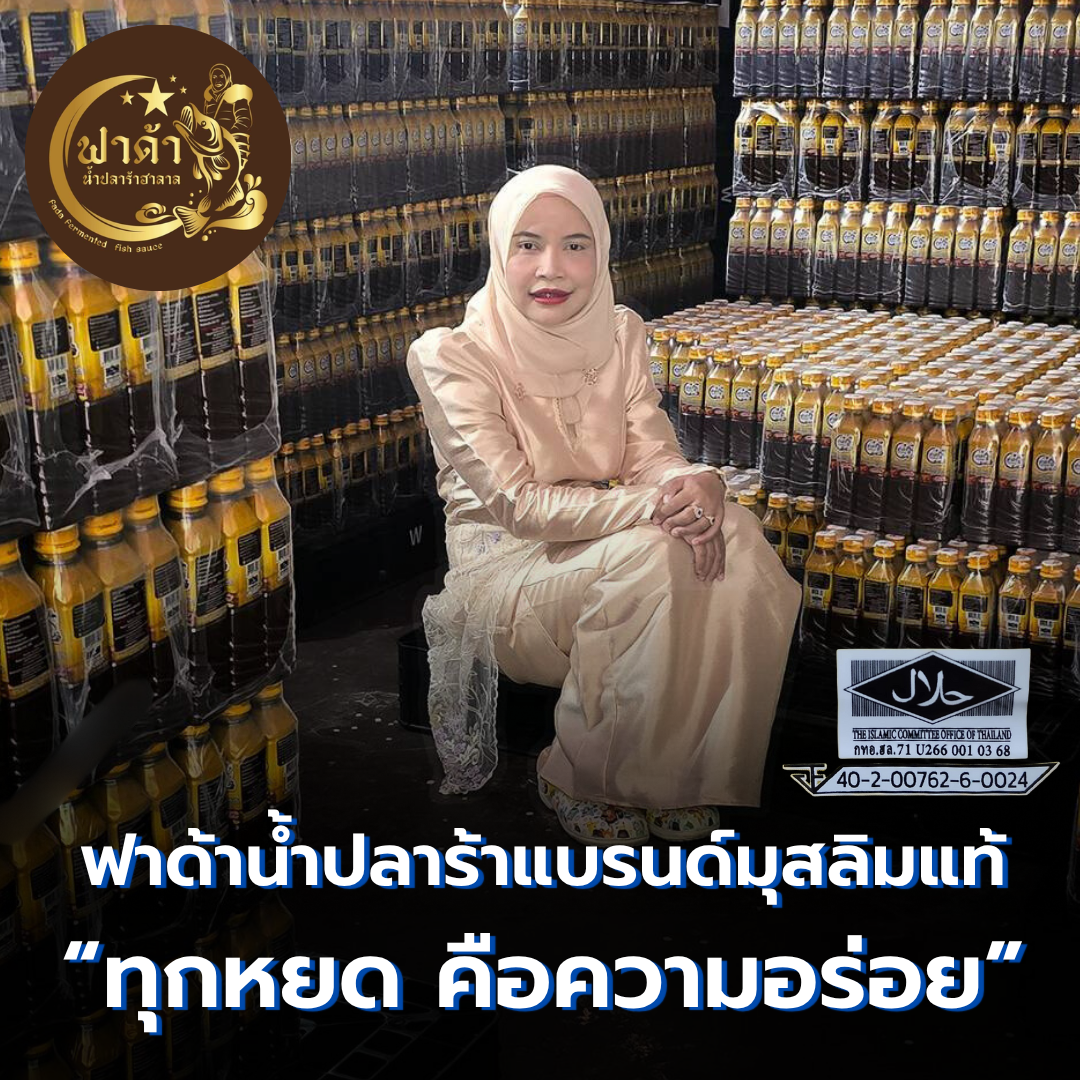 ฟาด้า
น้ำปลาร้าฮาลาล
Fada Fermented fish sauce
W
حلال
THE ISLAMIC COMMITTEE OFFICE OF THAILAND
กทอ.ฮล.71 U266 001 03 68
40-2-00762-6-0024
ฟาด้าน้ำปลาร้าแบรนด์มุสลิมแท้
“ทุกหยด คือความอร่อย“